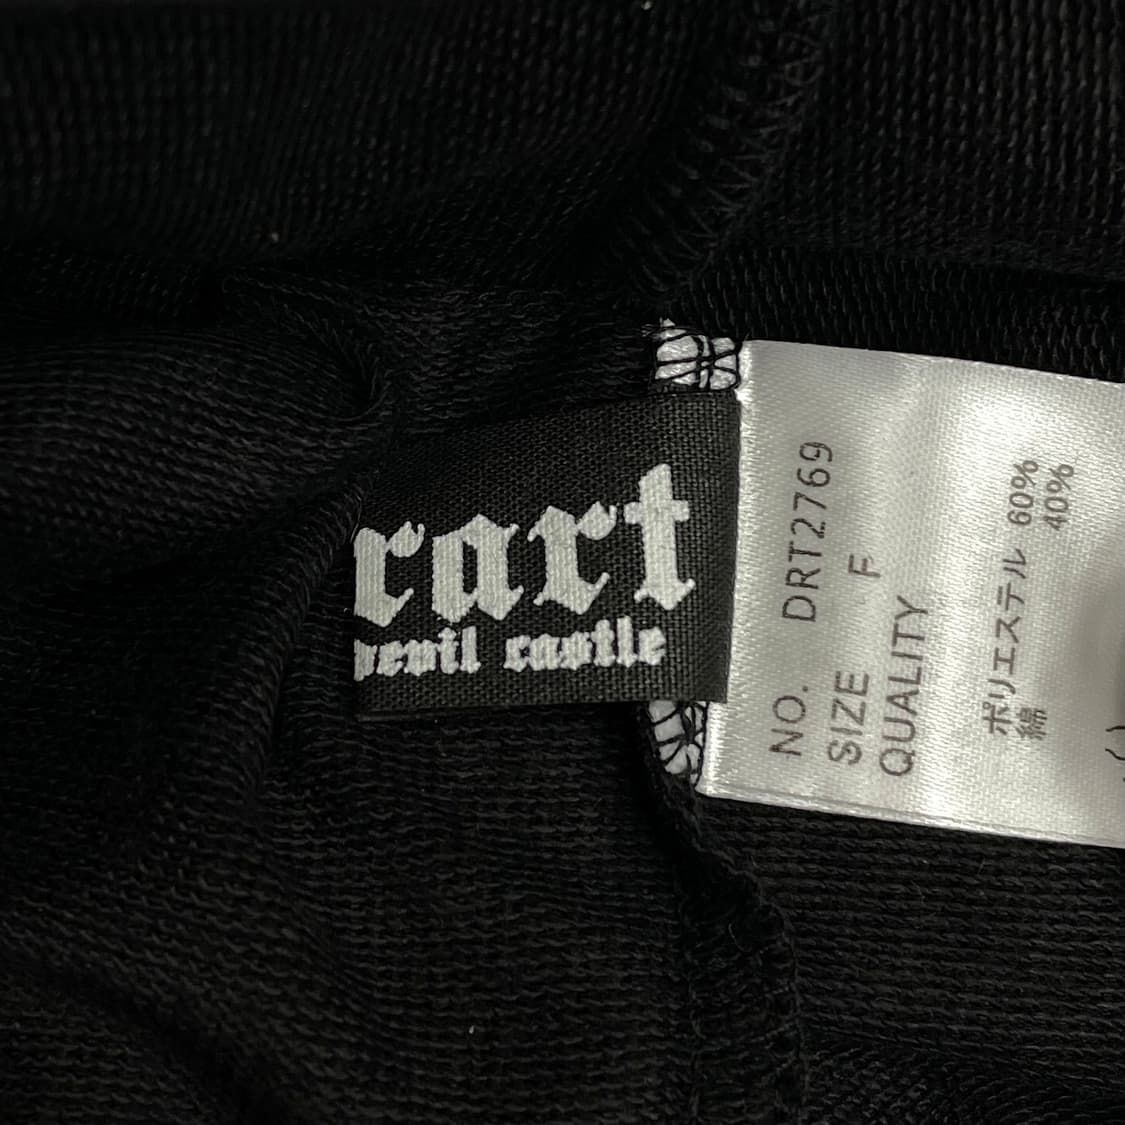 rart
devil castle
NO. DRT2769
SIZE F
QUALITY
ポリエステル 60%
綿 40%